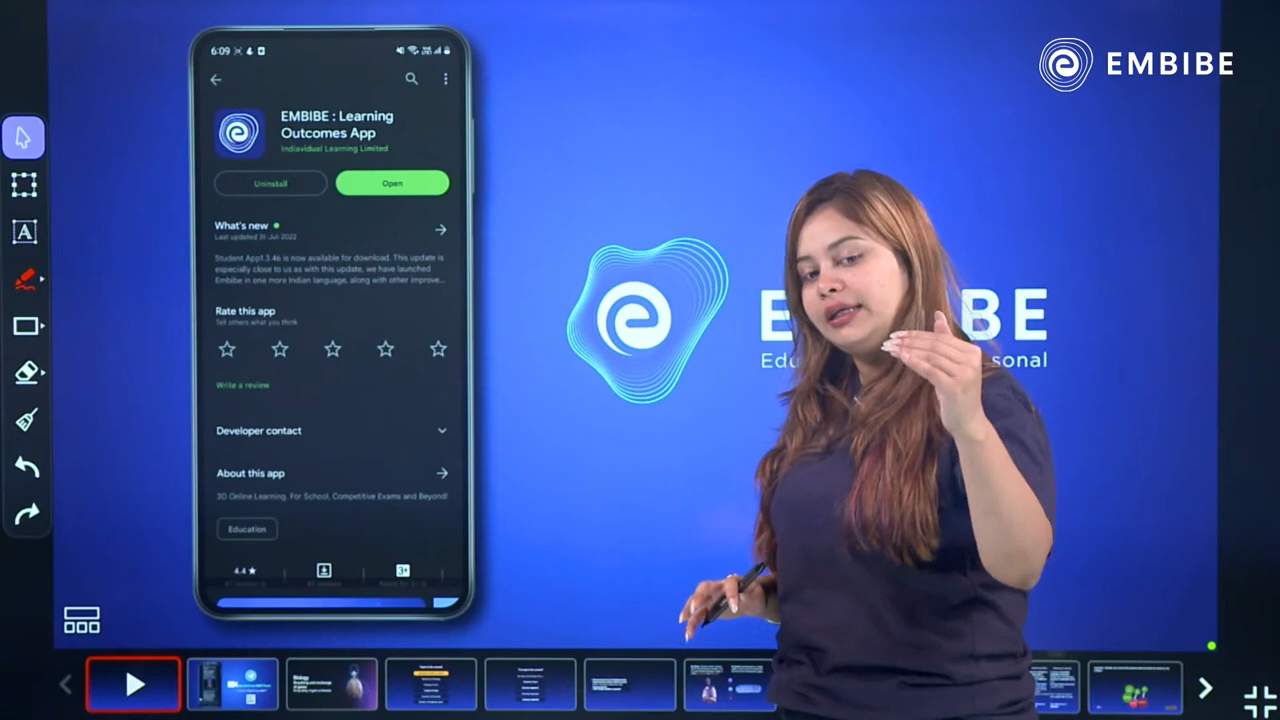 6:09
EMBIBE
EMBIBE : Learning
Outcomes App
Indiavidual Learning Limited
Uninstall
Open
What's new
Last updated 31-Jul-2022
Student App1.3.46 is now available for download. This update is
especially close to us as with this update, we have launched
Embibe in one more Indian language, along with other improve...
Rate this app
Tell others what you think
Write a review
Developer contact
About this app
3D Online Learning. For School, Competitive Exams and Beyond!
Education
4.4
3+
E BE
Edu sonal
A
Biology